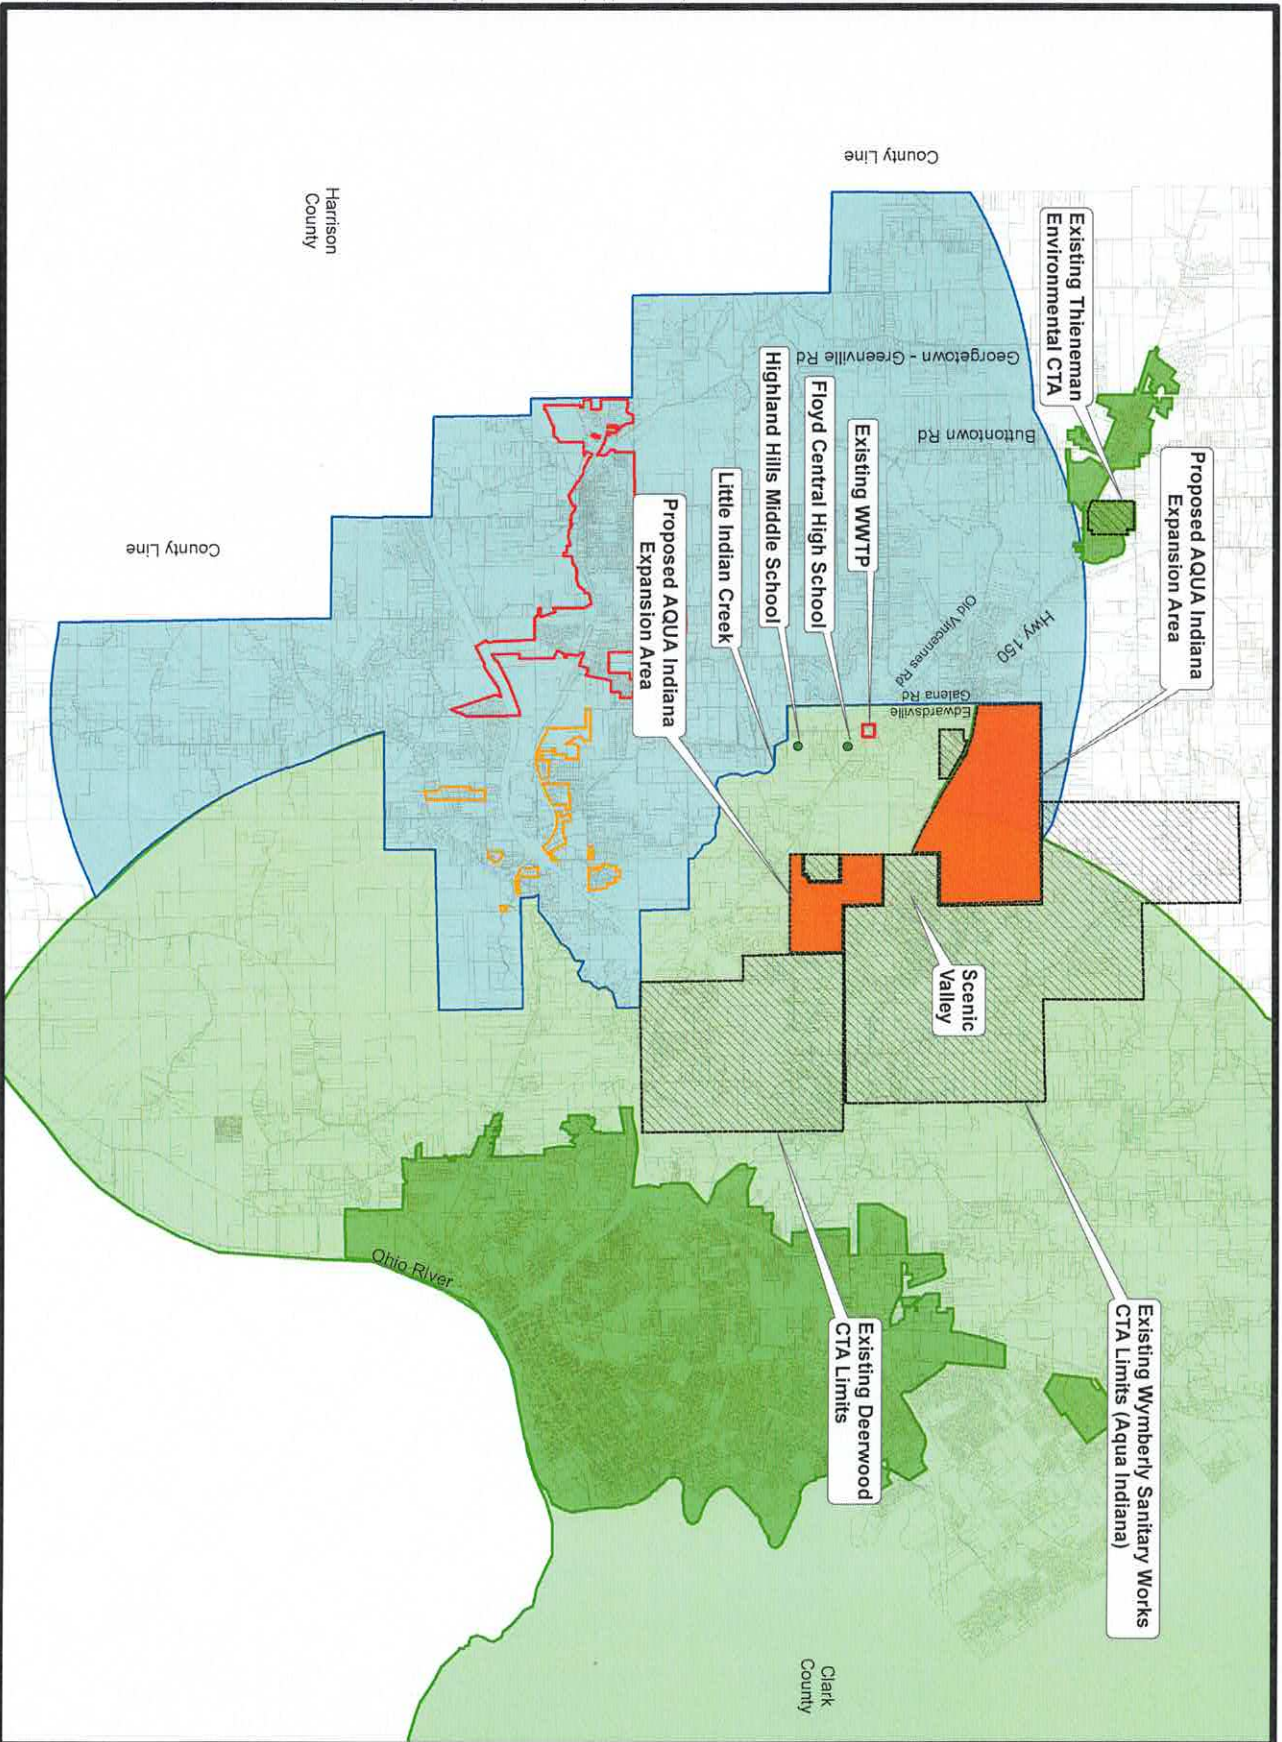 Proposed AQUA Indiana
Expansion Area
Existing Thieneman
Environmental CTA
Existing Wymberly Sanitary Works
CTA Limits (Aqua Indiana)
County Line
Georgetown - Greenville Rd
Buttontown Rd
Hwy 150
Old Vincennes Rd
Edwardsville
Galena Rd
Scenic
Valley
Existing WWTP
Floyd Central High School
Highland Hills Middle School
Little Indian Creek
Existing Deerwood
CTA Limits
Clark
County
Proposed AQUA Indiana
Expansion Area
Ohio River
Harrison
County
County Line